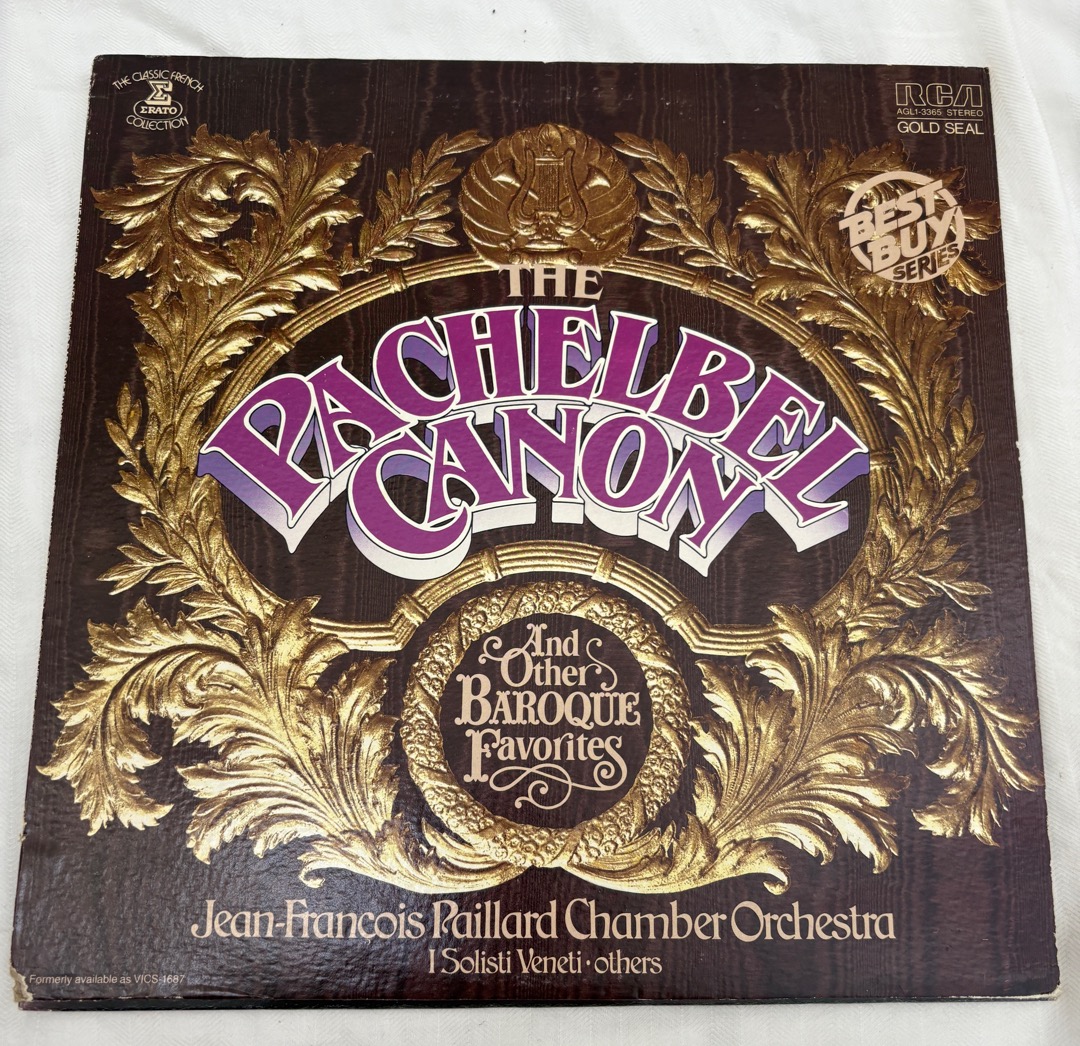 THE CLASSIC FRENCH
Σ
ΣRATO
COLLECTION
RCA
AGL1-3365 STEREO
GOLD SEAL
BEST
BUY
SERIES
THE
PACHELBEL
CANON
And
Other
BAROQUE
Favorites
Jean-François Paillard Chamber Orchestra
I Solisti Veneti · others
Formerly available as VICS-1687